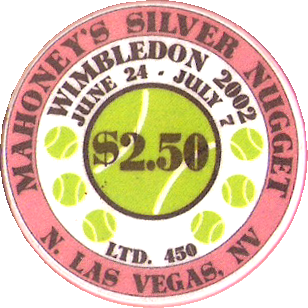 MAHONEY'S SILVER NUGGET
WIMBLEDON 2002
JUNE 24 - JULY 7
$2.50
LTD. 450
N. LAS VEGAS, NV